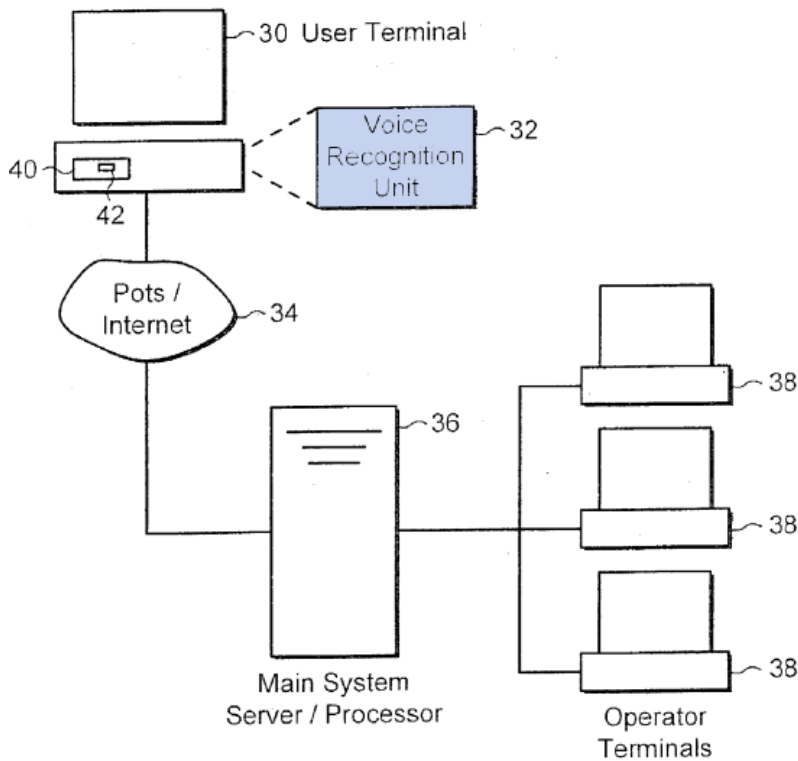 30 User Terminal
Voice
Recognition
Unit
32
40
42
Pots /
Internet
34
36
38
38
38
Main System
Server / Processor
Operator
Terminals